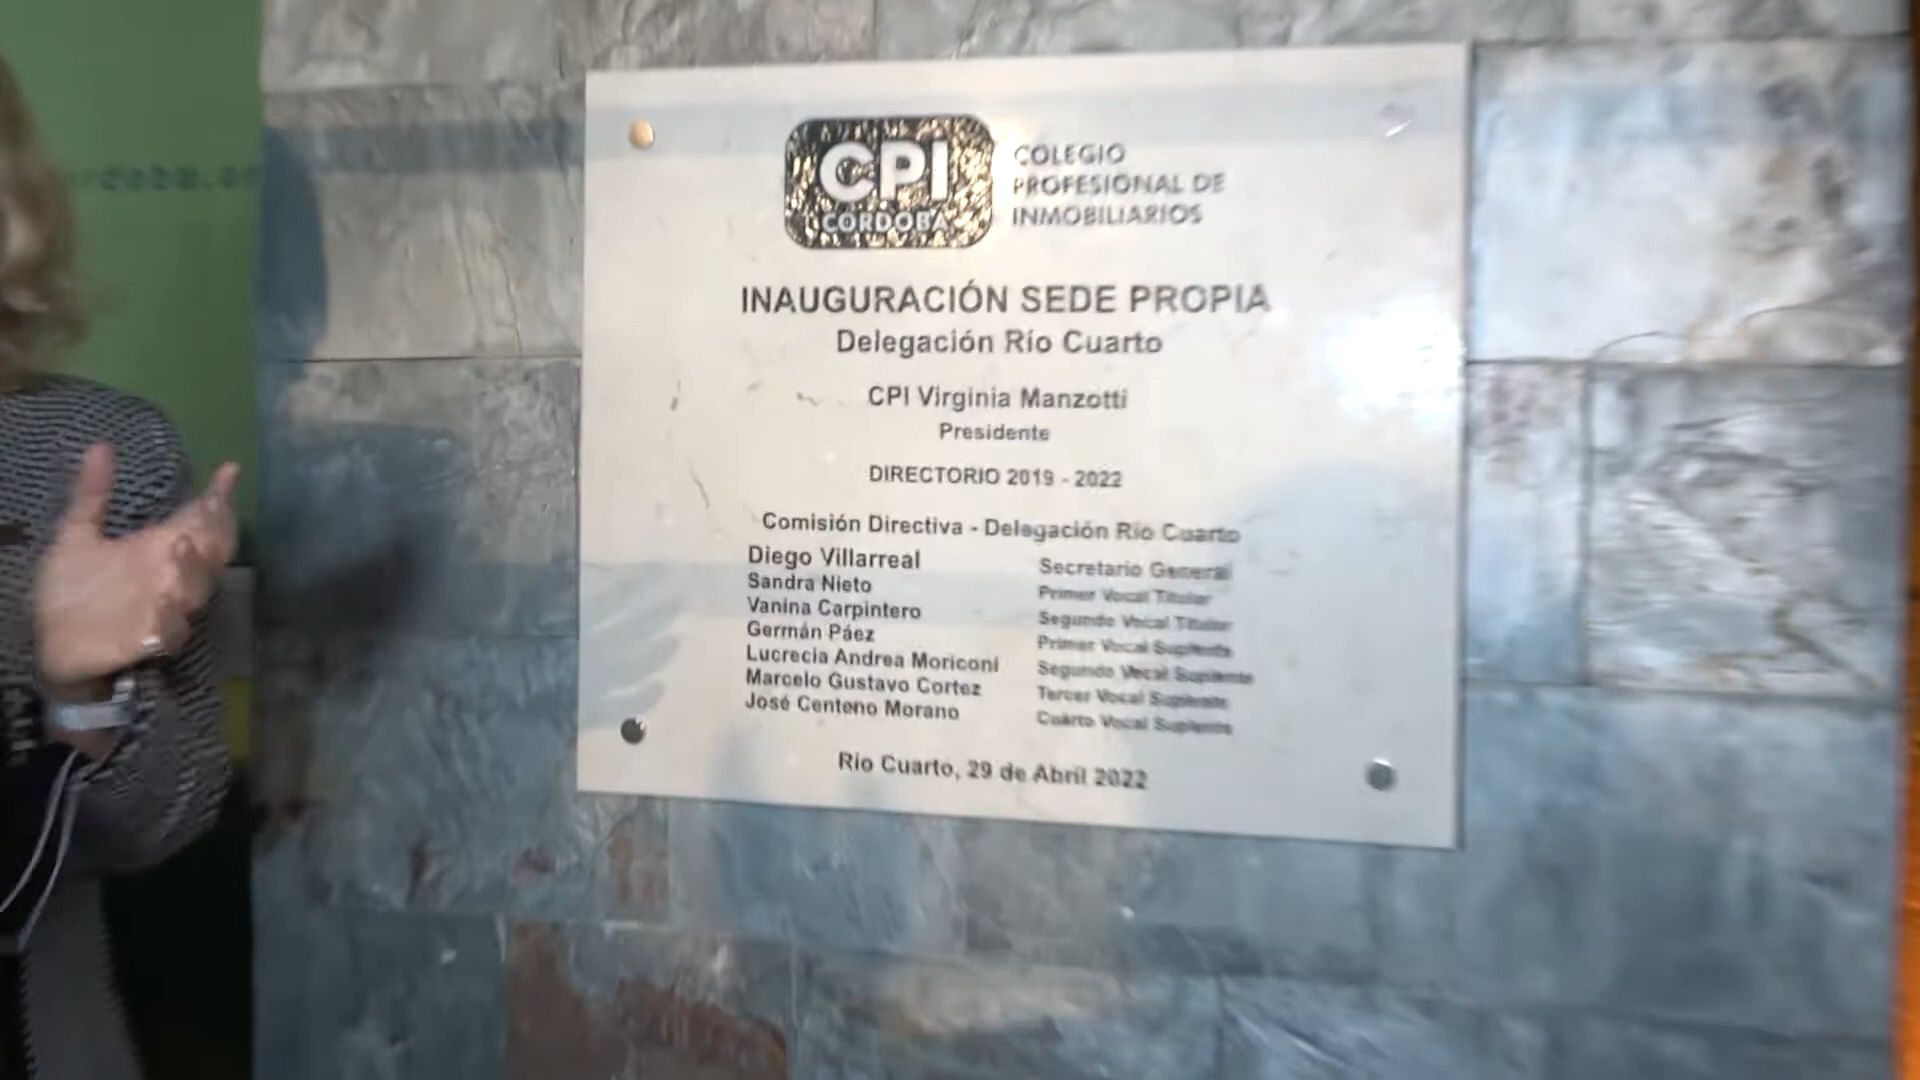 CPI
CÓRDOBA
COLEGIO
PROFESIONAL DE
INMOBILIARIOS
INAUGURACIÓN SEDE PROPIA
Delegación Río Cuarto
CPI Virginia Manzotti
Presidente
DIRECTORIO 2019 - 2022
Comisión Directiva - Delegación Río Cuarto
Diego Villarreal Secretario General
Sandra Nieto Primer Vocal Titular
Vanina Carpintero Segundo Vocal Titular
Germán Páez Primer Vocal Suplente
Lucrecia Andrea Moriconi Segundo Vocal Suplente
Marcelo Gustavo Cortez Tercer Vocal Suplente
José Centeno Morano Cuarto Vocal Suplente
Río Cuarto, 29 de Abril 2022